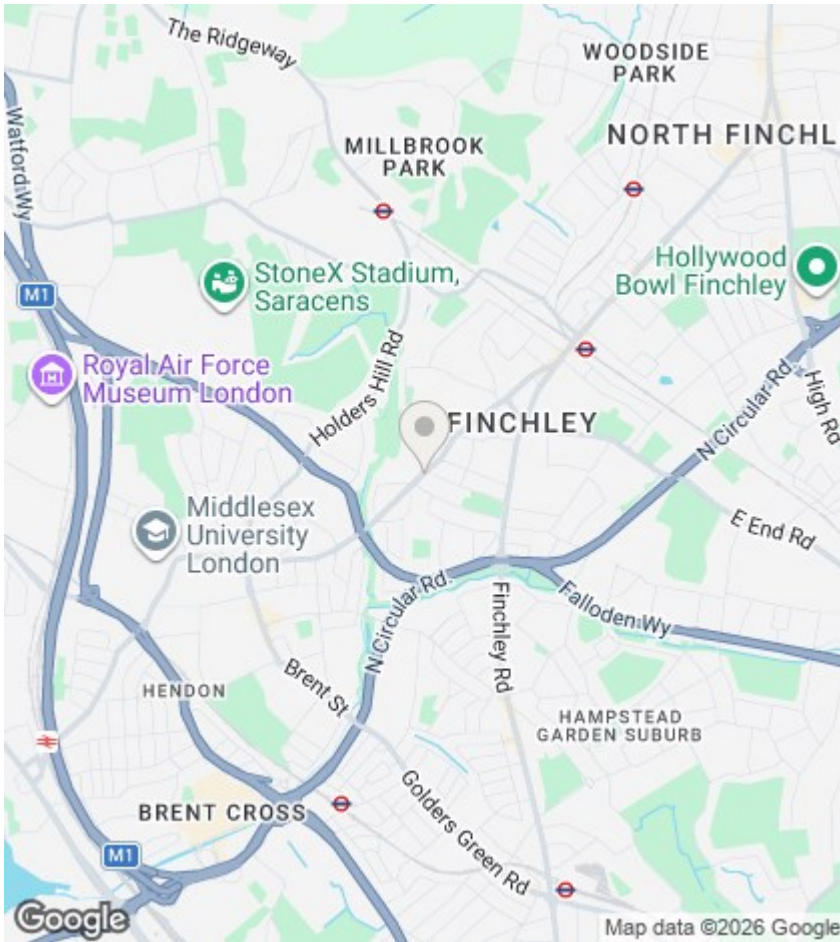 The Ridgeway
WOODSIDE
PARK
NORTH FINCHL
MILLBROOK
PARK
Watford Wy
Hollywood
Bowl Finchley
StoneX Stadium,
Saracens
M1
Holders Hill Rd
Royal Air Force
Museum London
N Circular Rd
High Rd
FINCHLEY
Middlesex
University
London
E End Rd
N Circular Rd.
Falloden Wy
Finchley Rd
Brent St
HENDON
HAMPSTEAD
GARDEN SUBURB
Golders Green Rd
BRENT CROSS
M1
Google
Map data ©2026 Google